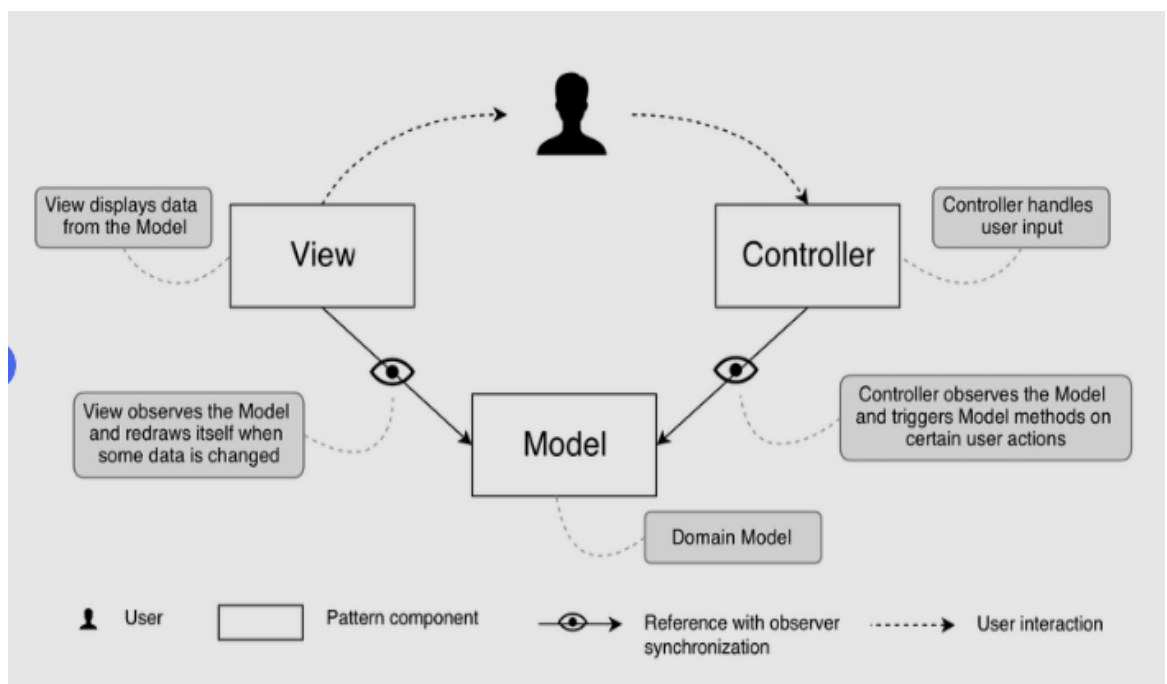 View displays data
from the Model
View
Controller
Controller handles
user input
View observes the Model
and redraws itself when
some data is changed
Model
Controller observes the Model
and triggers Model methods on
certain user actions
Domain Model
User
Pattern component
Reference with observer
synchronization
User interaction